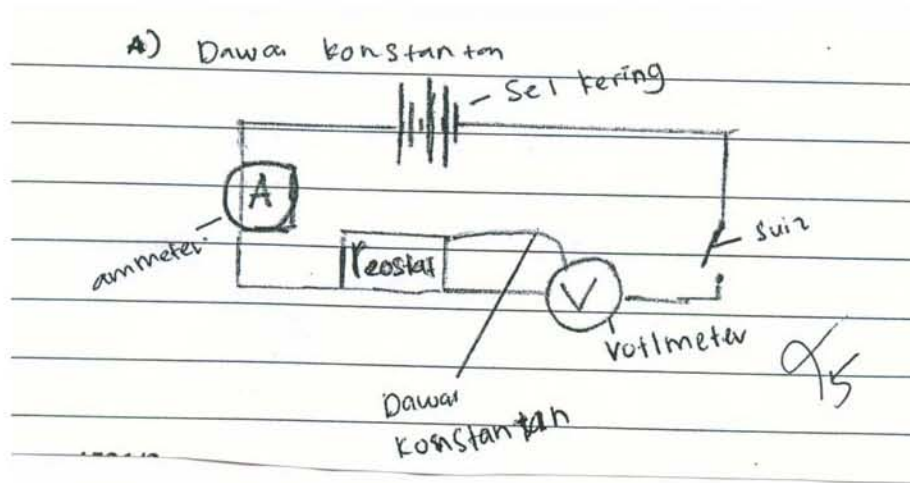 A) Dawai konstantan
Sel kering
A
ammeter
Reostat
suiz
V
Voltmeter
Dawai
konstantan